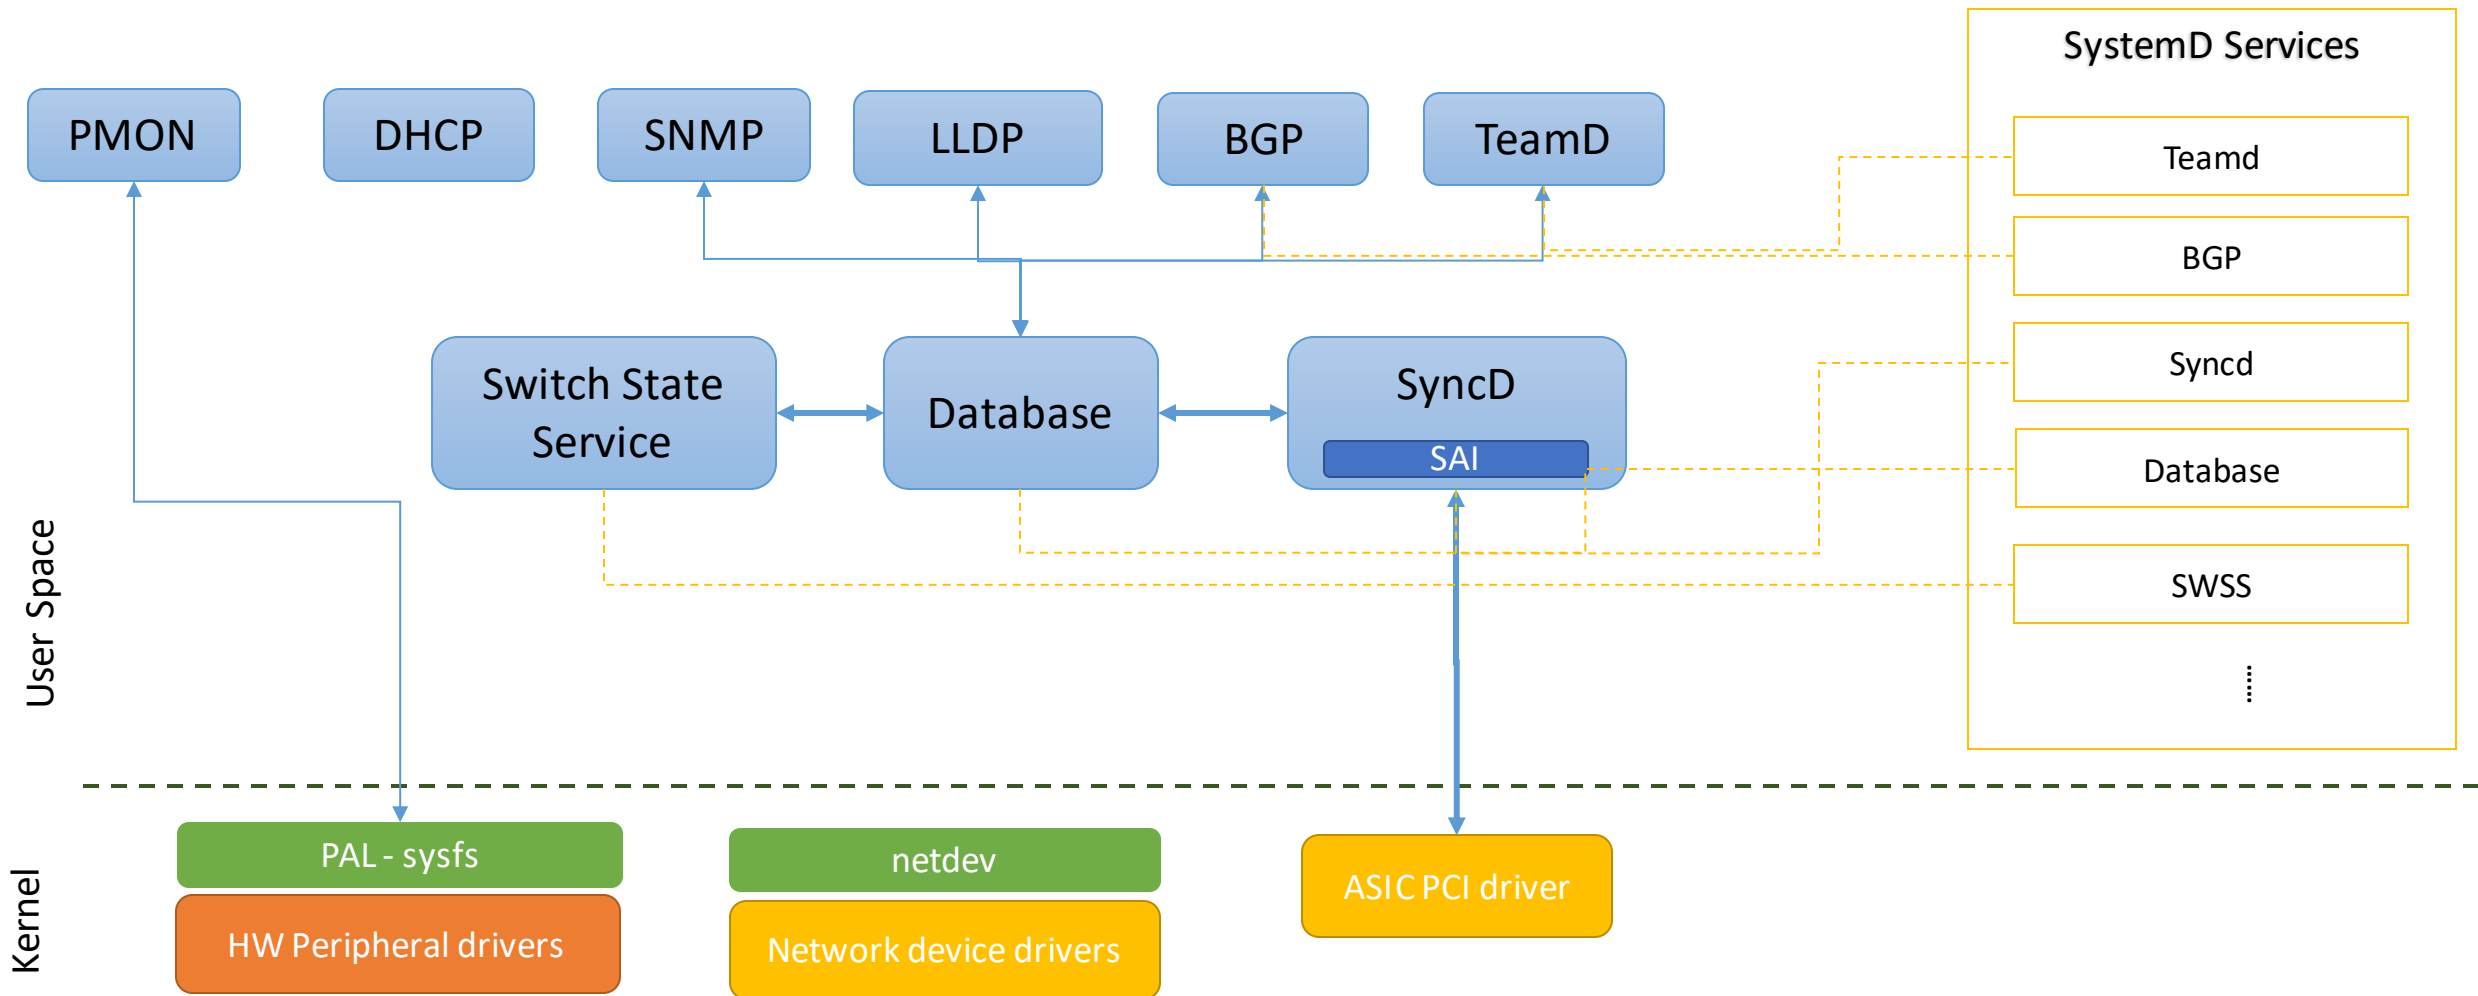 SystemD Services
PMON
DHCP
SNMP
LLDP
BGP
TeamD
Teamd
BGP
Switch State
Service
Database
SyncD
SAI
Syncd
Database
SWSS
......
User Space
Kernel
PAL - sysfs
HW Peripheral drivers
netdev
Network device drivers
ASIC PCI driver